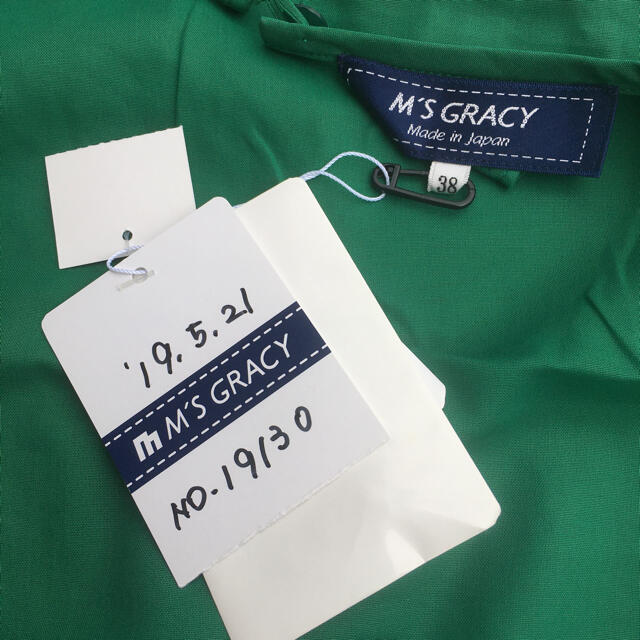 M'S GRACY
Made in Japan
38
'19.5.21
M'S GRACY
NO.19130